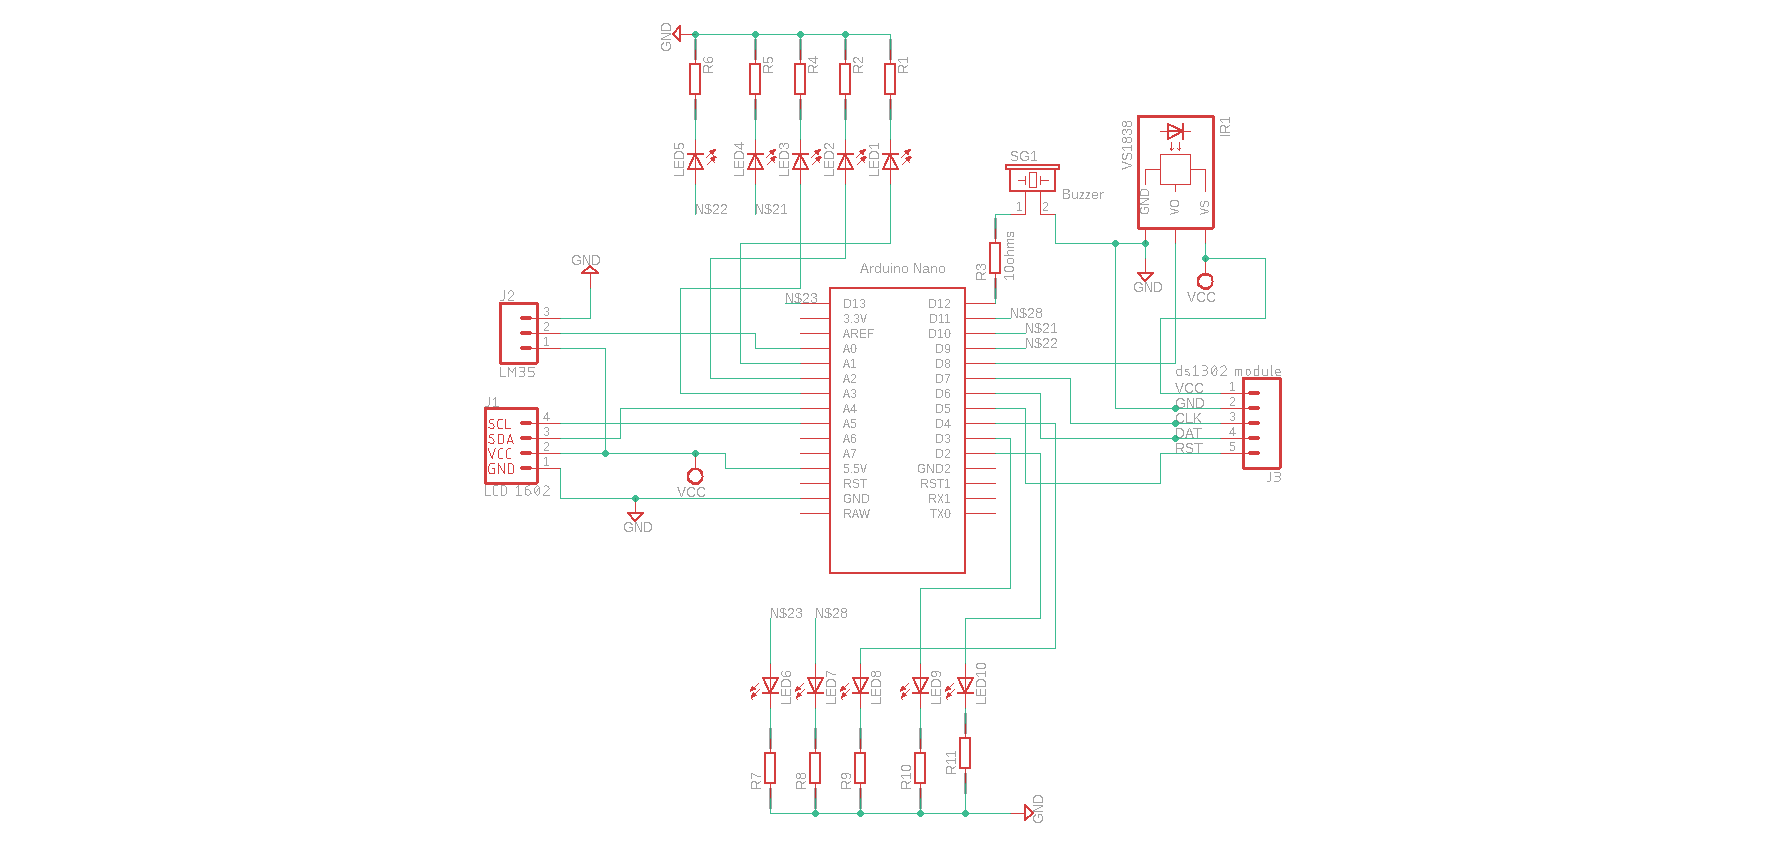 GND
R6
R5
R4
R2
R1
LED5
LED4
LED3
LED2
LED1
N$22
N$21
SG1
Buzzer
1
2
R3
10ohms
VS1838
IR1
GND
VO
VS
GND
VCC
GND
J2
3
2
1
LM35
J1
SCL
SDA
VCC
GND
4
3
2
1
LCD 1602
VCC
GND
Arduino Nano
N$23
D13
3.3V
AREF
A0
A1
A2
A3
A4
A5
A6
A7
5.5V
RST
GND
RAW
D12
D11
D10
D9
D8
D7
D6
D5
D4
D3
D2
GND2
RST1
RX1
TX0
N$28
N$21
N$22
ds1302 module
VCC 1
GND 2
CLK 3
DAT 4
RST 5
J3
N$23
N$28
LED6
LED7
LED8
LED9
LED10
R7
R8
R9
R10
R11
GND